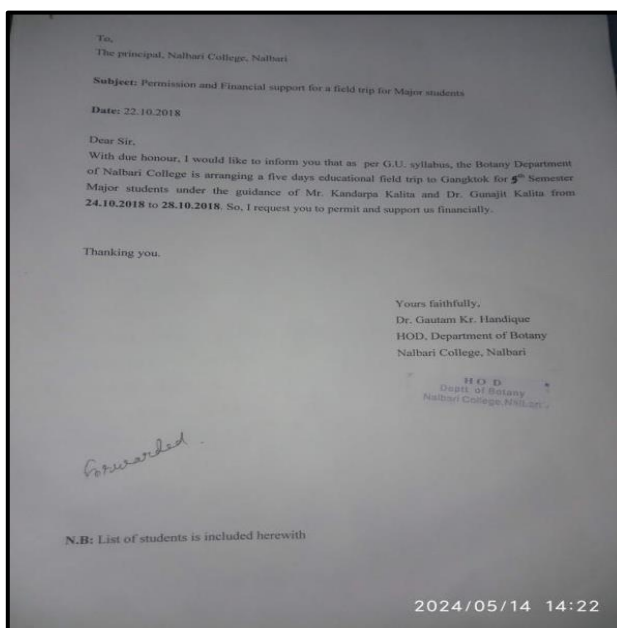 To,
The principal, Nalbari College, Nalbari
Subject: Permission and Financial support for a field trip for Major students
Date: 22.10.2018
Dear Sir,
With due honour, I would like to inform you that as per G.U. syllabus, the Botany Department
of Nalbari College is arranging a five days educational field trip to Gangktok for 5th Semester
Major students under the guidance of Mr. Kandarpa Kalita and Dr. Gunajit Kalita from
24.10.2018 to 28.10.2018. So, I request you to permit and support us financially.
Thanking you.
Yours faithfully,
Dr. Gautam Kr. Handique
HOD, Department of Botany
Nalbari College, Nalbari
H O D
Deptt. of Botany
Nalbari College, Nalbari
Forwarded.
N.B: List of students is included herewith
2024/05/14 14:22